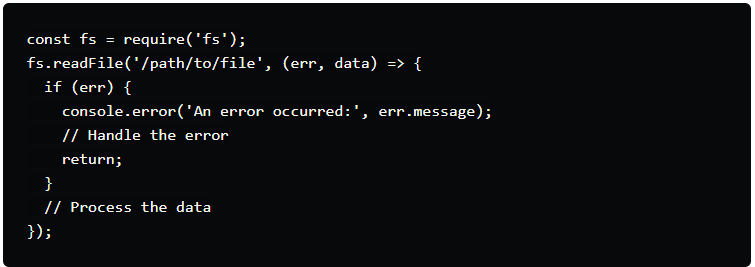 const fs = require('fs');
fs.readFile('/path/to/file', (err, data) => {
  if (err) {
    console.error('An error occurred:', err.message);
    // Handle the error
    return;
  }
  // Process the data
});